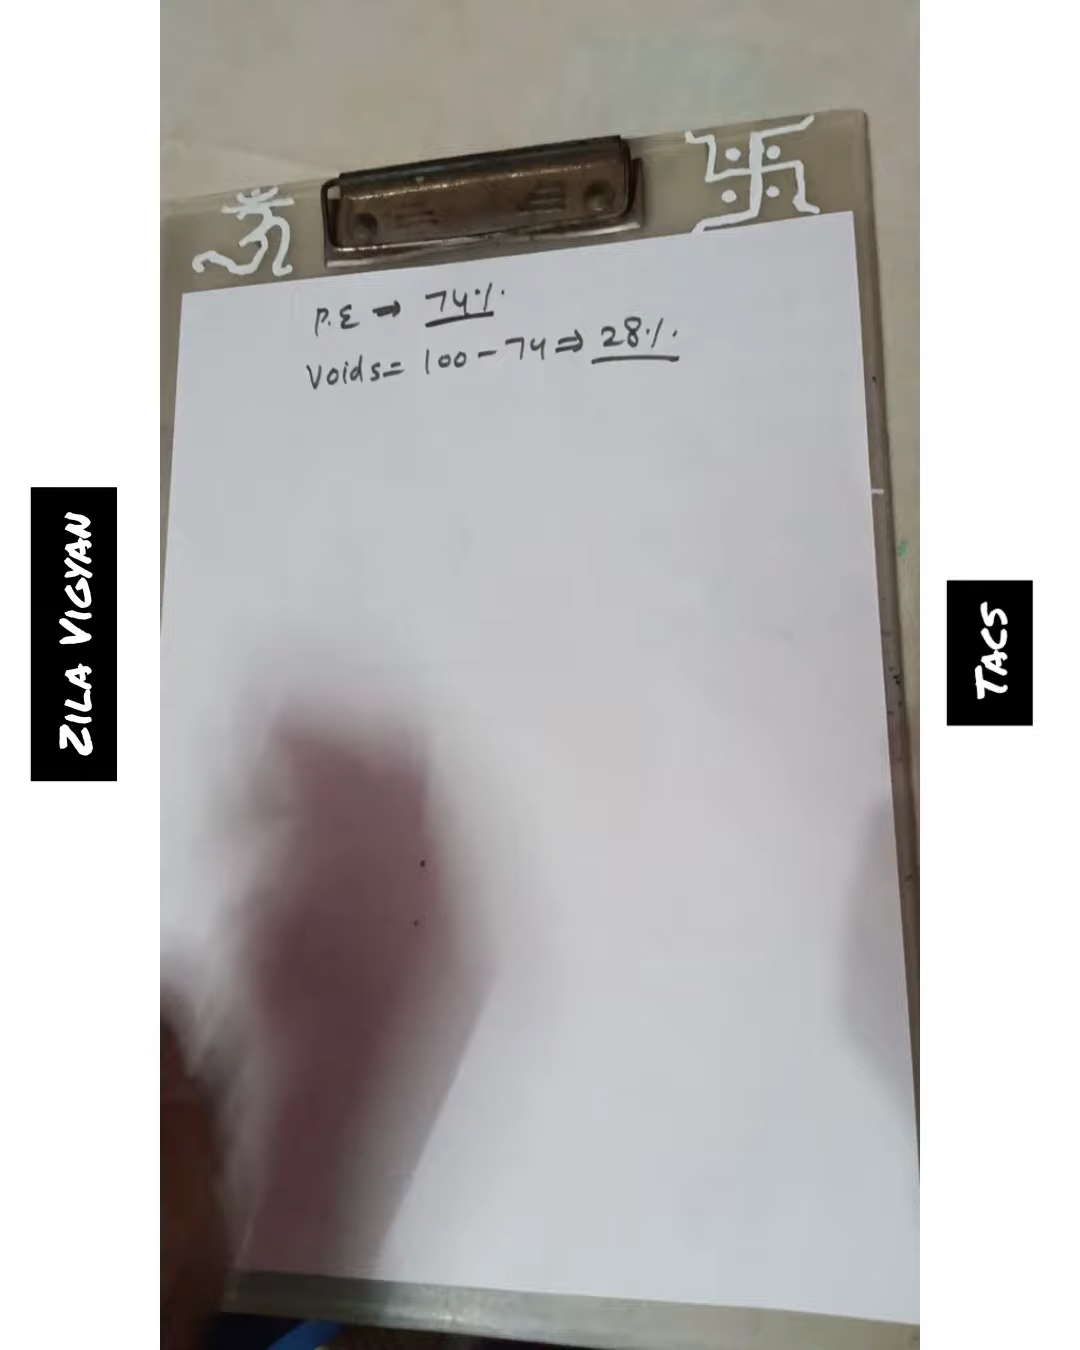 P.E → 74%.
Voids = 100 - 74 ⇒ 28%.
ZILA VIGYAN
TACS